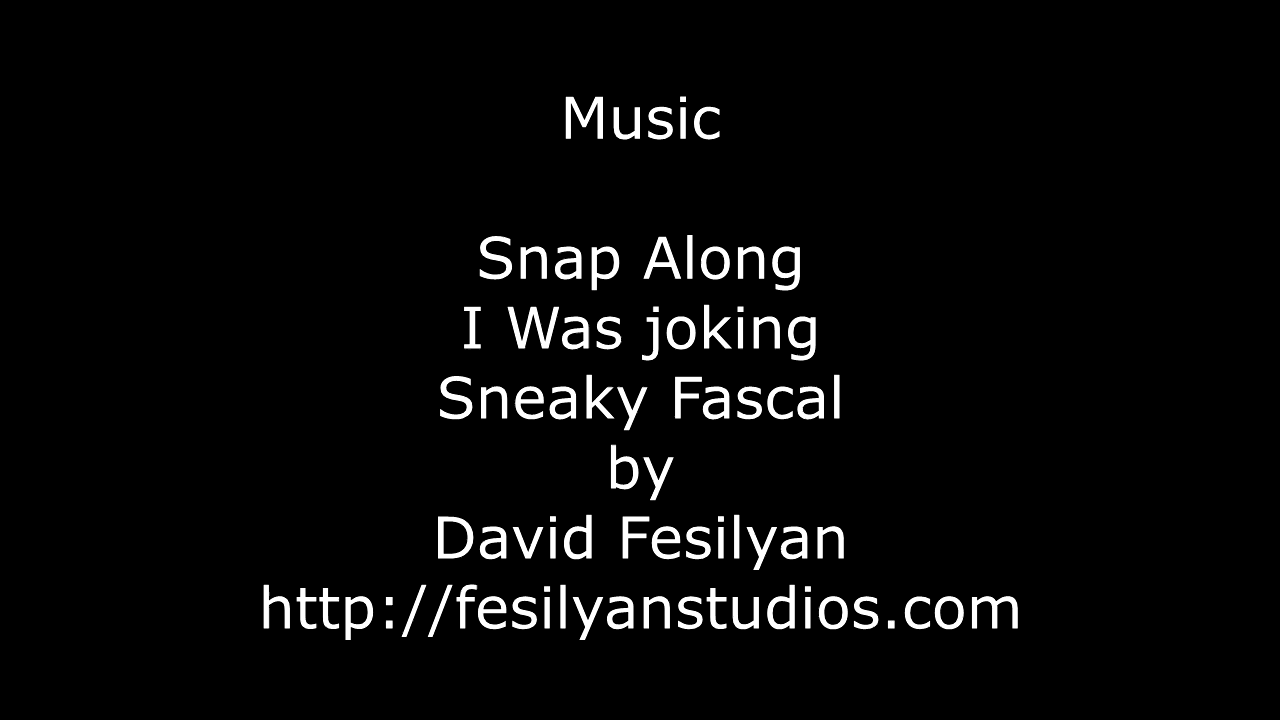 Music
Snap Along
I Was joking
Sneaky Fascal
by
David Fesilyan
http://fesilyanstudios.com